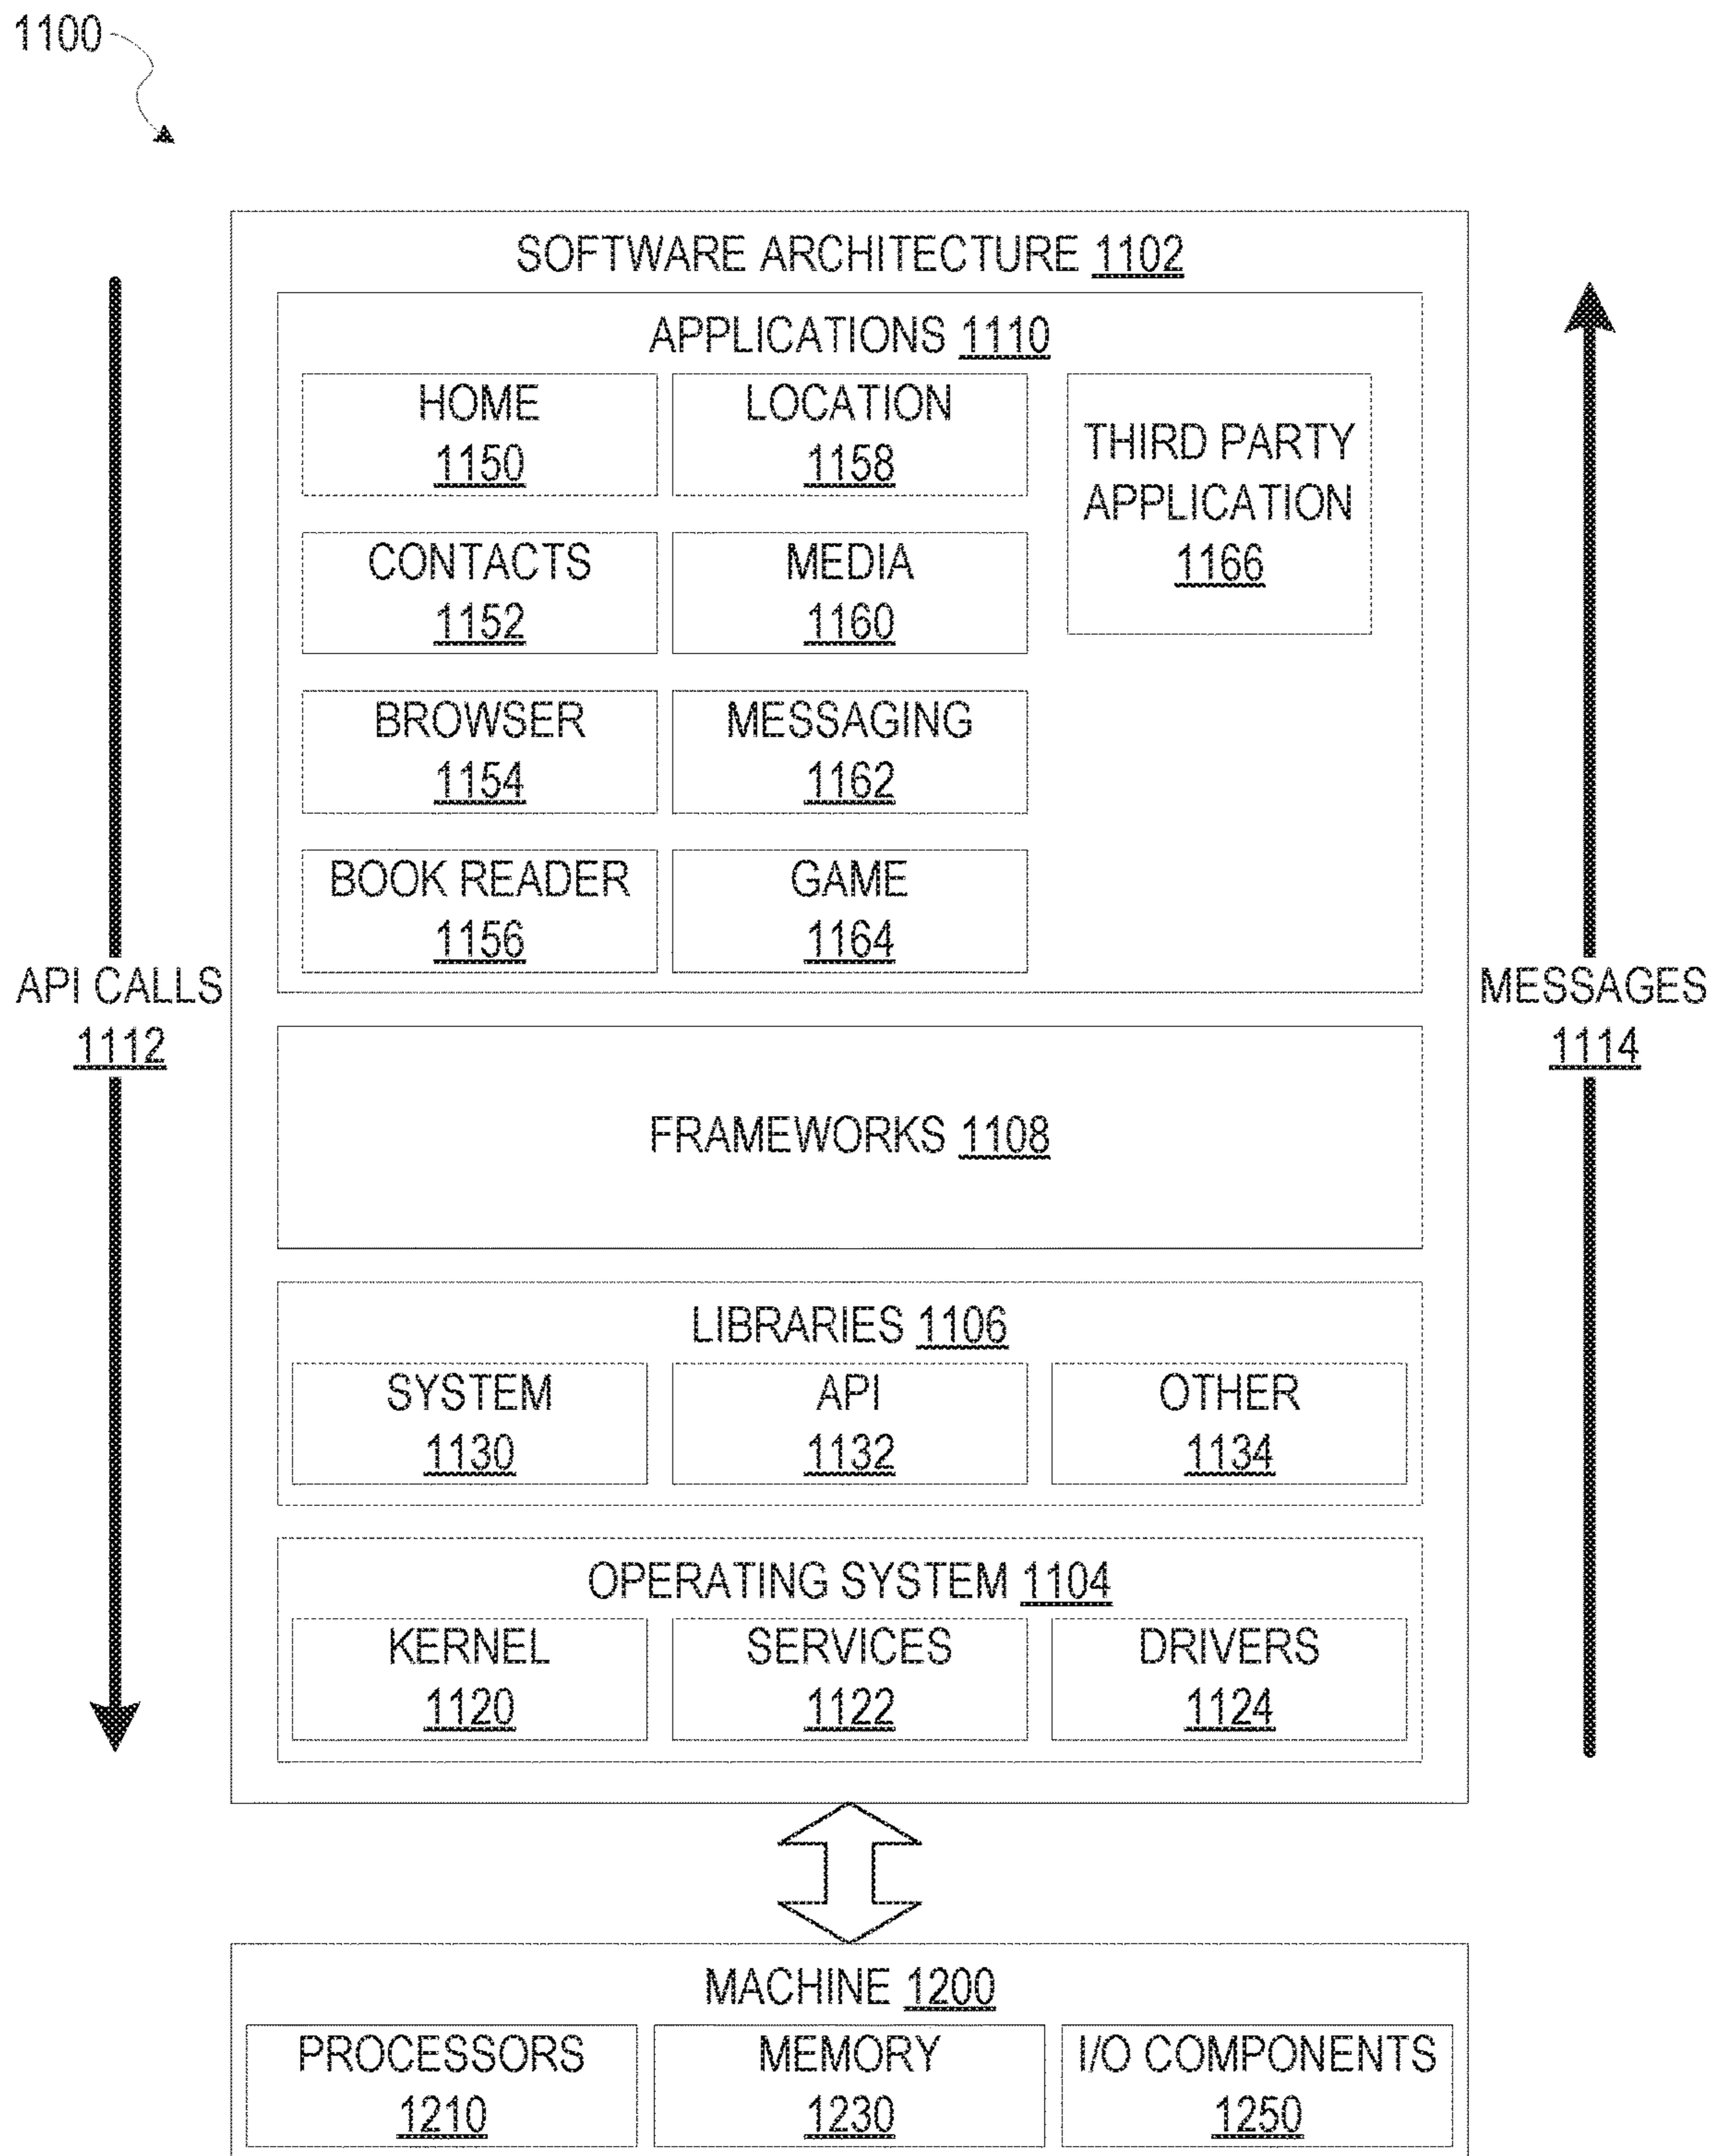 1100
SOFTWARE ARCHITECTURE 1102
APPLICATIONS 1110
HOME
1150
LOCATION
1158
THIRD PARTY
APPLICATION
1166
CONTACTS
1152
MEDIA
1160
BROWSER
1154
MESSAGING
1162
BOOK READER
1156
GAME
1164
API CALLS
1112
MESSAGES
1114
FRAMEWORKS 1108
LIBRARIES 1106
SYSTEM
1130
API
1132
OTHER
1134
OPERATING SYSTEM 1104
KERNEL
1120
SERVICES
1122
DRIVERS
1124
MACHINE 1200
PROCESSORS
1210
MEMORY
1230
I/O COMPONENTS
1250